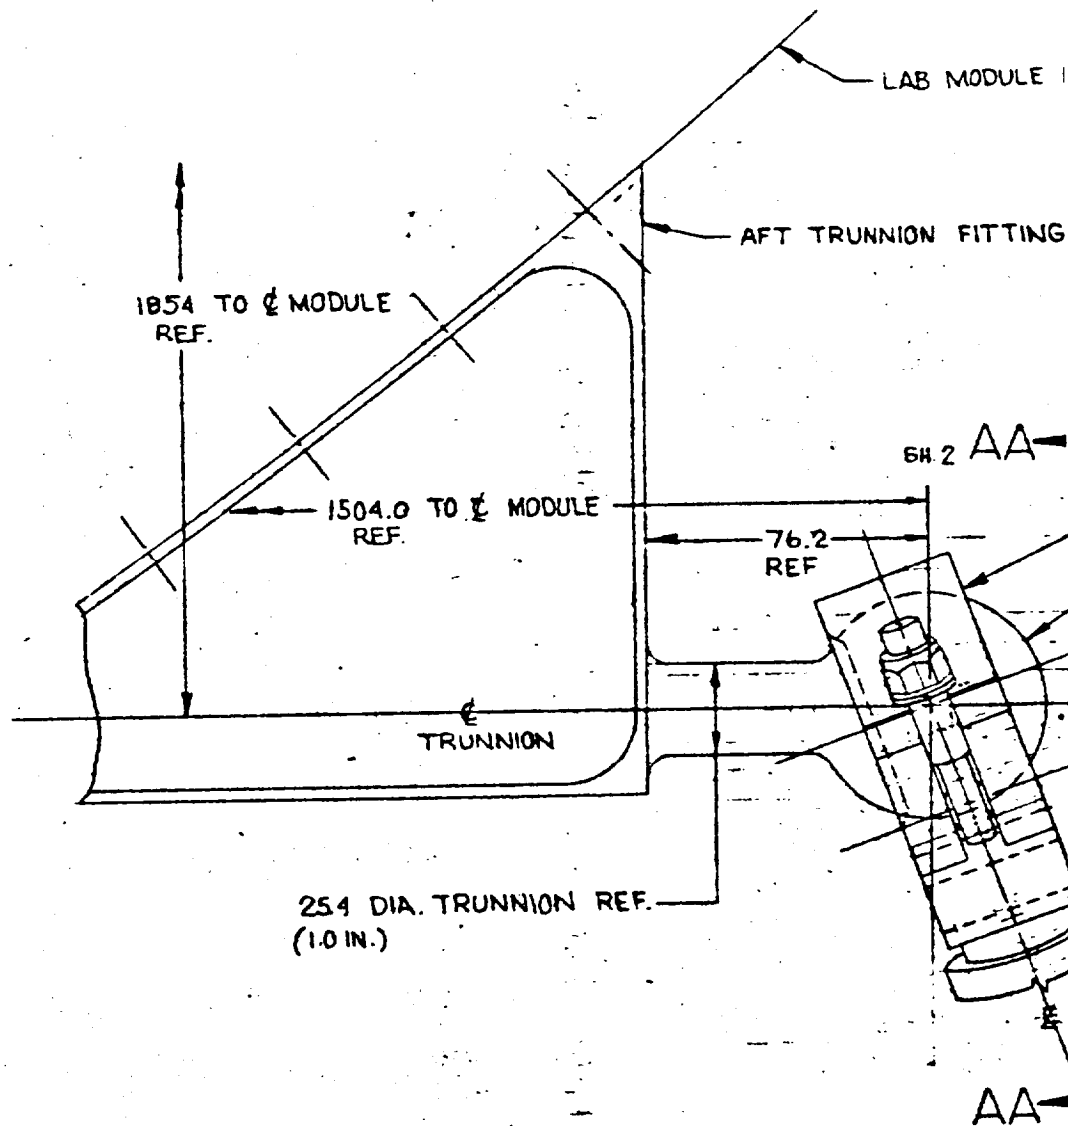 LAB MODULE
AFT TRUNNION FITTING
1854 TO ℄ MODULE
REF.
SH. 2 AA
1504.0 TO ℄ MODULE
REF.
76.2
REF
℄
TRUNNION
25.4 DIA. TRUNNION REF.
(1.0 IN.)
℄
AA